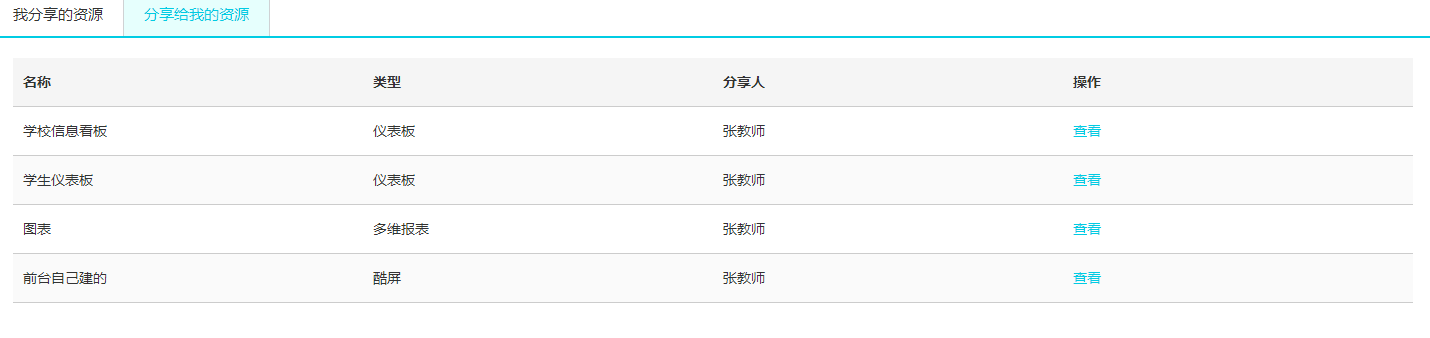 我分享的资源 分享给我的资源
名称 类型 分享人 操作
学校信息看板 仪表板 张教师 查看
学生仪表板 仪表板 张教师 查看
图表 多维报表 张教师 查看
前台自己建的 酷屏 张教师 查看